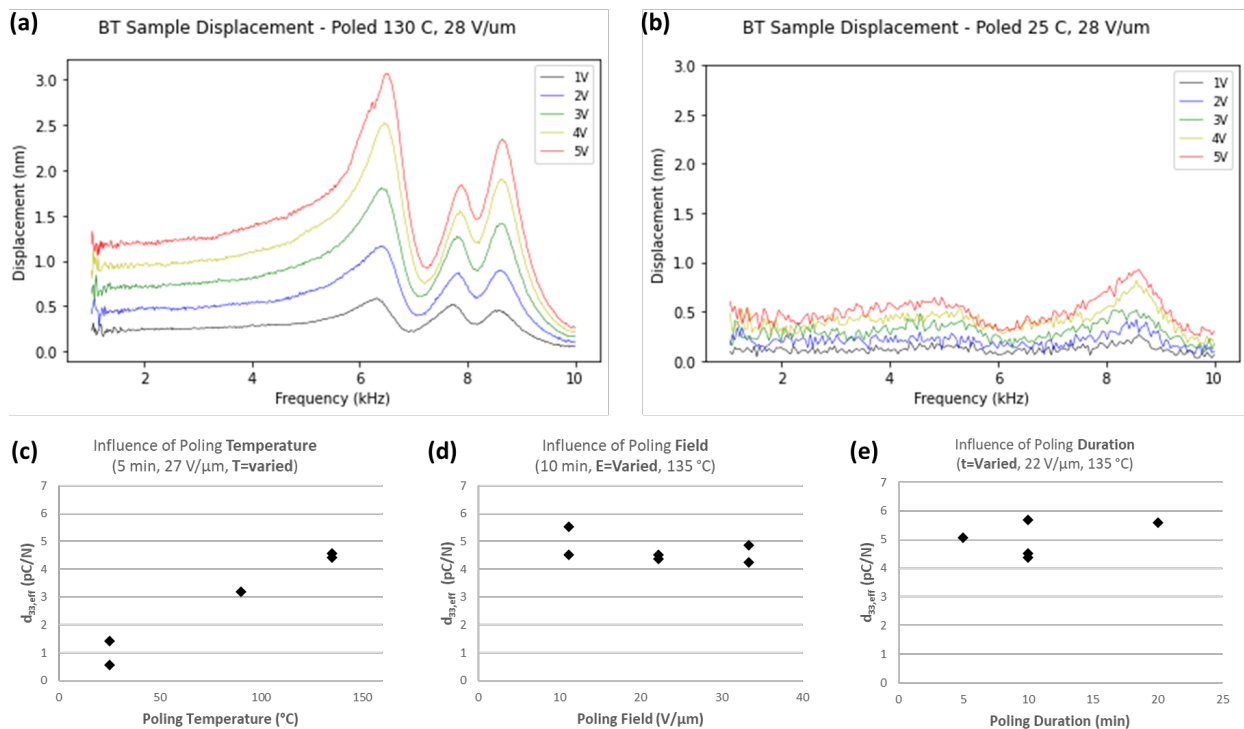 (a)
BT Sample Displacement - Poled 130 C, 28 V/um
3.0
2.5
2.0
1.5
1.0
0.5
0.0
Displacement (nm)
2
4
6
8
10
Frequency (kHz)
1V
2V
3V
4V
5V
(b)
BT Sample Displacement - Poled 25 C, 28 V/um
3.0
2.5
2.0
1.5
1.0
0.5
0.0
Displacement (nm)
2
4
6
8
10
Frequency (kHz)
1V
2V
3V
4V
5V
(c)
Influence of Poling Temperature
(5 min, 27 V/µm, T=varied)
7
6
5
4
3
2
1
0
d33,eff (pC/N)
0
50
100
150
Poling Temperature (°C)
(d)
Influence of Poling Field
(10 min, E=Varied, 135 °C)
7
6
5
4
3
2
1
0
d33,eff (pC/N)
0
10
20
30
40
Poling Field (V/µm)
(e)
Influence of Poling Duration
(t=Varied, 22 V/µm, 135 °C)
7
6
5
4
3
2
1
0
d33,eff (pC/N)
0
5
10
15
20
25
Poling Duration (min)